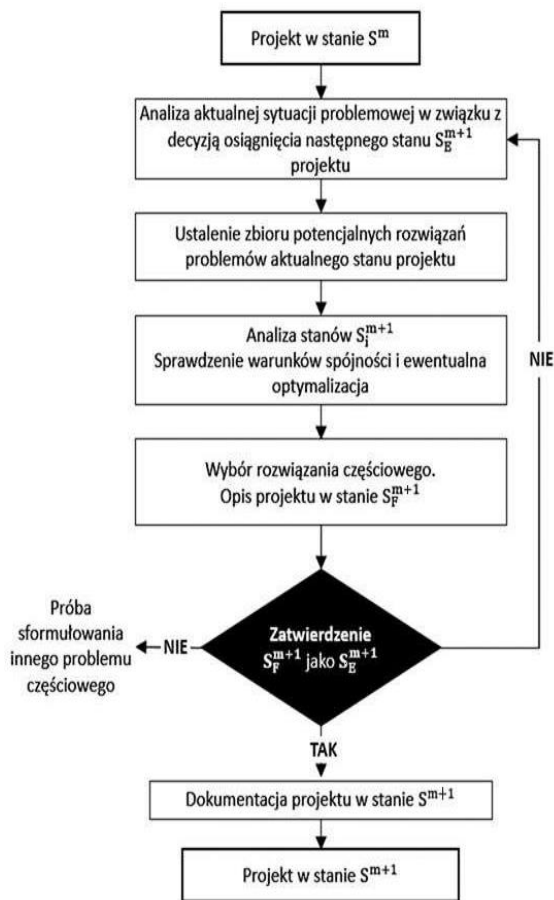 Projekt w stanie Sᵐ
Analiza aktualnej sytuacji problemowej w związku z
decyzją osiągnięcia następnego stanu S_E^{m+1}
projektu
Ustalenie zbioru potencjalnych rozwiązań
problemów aktualnego stanu projektu
Analiza stanów S_i^{m+1}
Sprawdzenie warunków spójności i ewentualna
optymalizacja
NIE
Wybór rozwiązania częściowego.
Opis projektu w stanie S_F^{m+1}
Zatwierdzenie
S_F^{m+1} jako S_E^{m+1}
NIE
Próba
sformułowania
innego problemu
częściowego
TAK
Dokumentacja projektu w stanie S^{m+1}
Projekt w stanie S^{m+1}